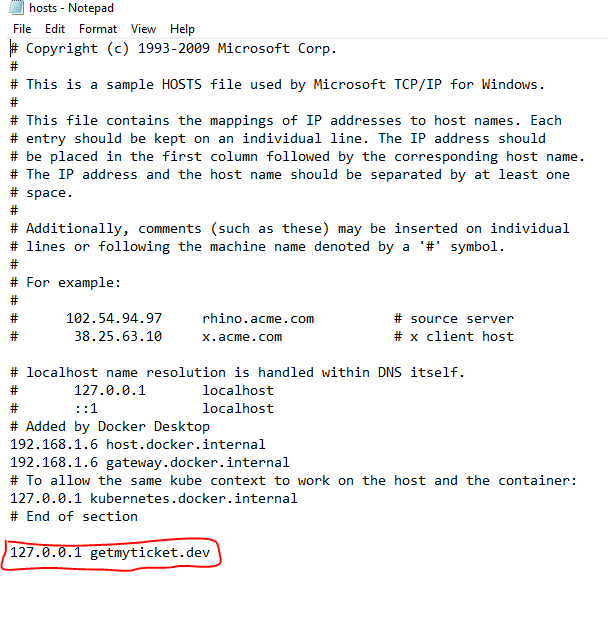 hosts - Notepad
File Edit Format View Help
# Copyright (c) 1993-2009 Microsoft Corp.
#
# This is a sample HOSTS file used by Microsoft TCP/IP for Windows.
#
# This file contains the mappings of IP addresses to host names. Each
# entry should be kept on an individual line. The IP address should
# be placed in the first column followed by the corresponding host name.
# The IP address and the host name should be separated by at least one
# space.
#
# Additionally, comments (such as these) may be inserted on individual
# lines or following the machine name denoted by a '#' symbol.
#
# For example:
#
#      102.54.94.97     rhino.acme.com          # source server
#       38.25.63.10     x.acme.com              # x client host

# localhost name resolution is handled within DNS itself.
#       127.0.0.1       localhost
#       ::1             localhost
# Added by Docker Desktop
192.168.1.6 host.docker.internal
192.168.1.6 gateway.docker.internal
# To allow the same kube context to work on the host and the container:
127.0.0.1 kubernetes.docker.internal
# End of section

127.0.0.1 getmyticket.dev